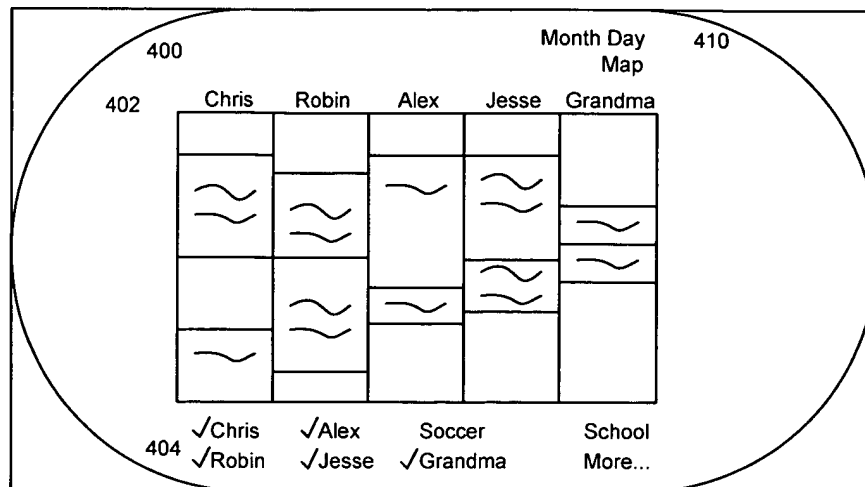 400 Month Day 410
Map
402 Chris Robin Alex Jesse Grandma
✓Chris ✓Alex Soccer School
404 ✓Robin ✓Jesse ✓Grandma More...